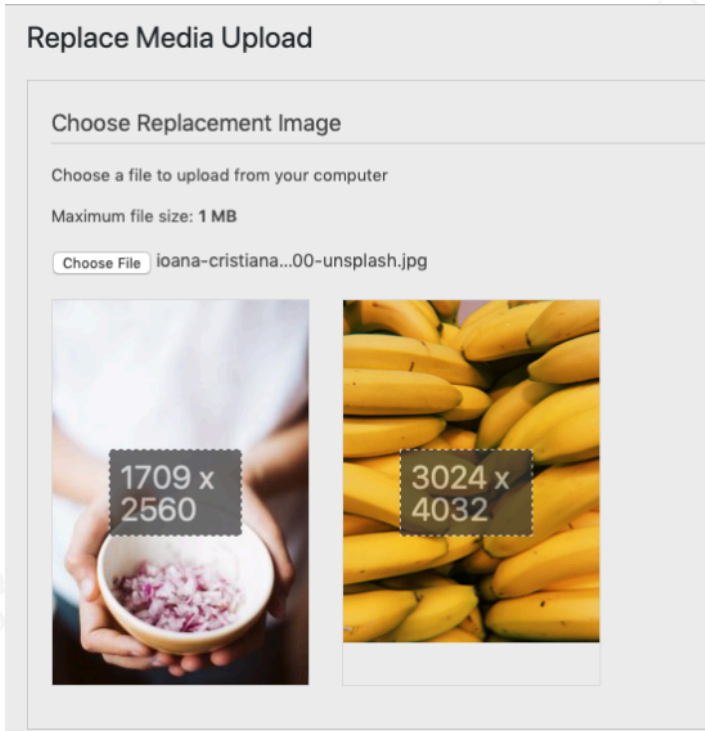 Replace Media Upload
Choose Replacement Image
Choose a file to upload from your computer
Maximum file size: 1 MB
Choose File ioana-cristiana...00-unsplash.jpg
1709 x
2560
3024 x
4032